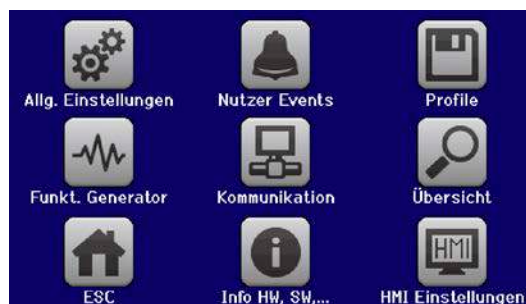 Allg. Einstellungen
Nutzer Events
Profile
Funkt. Generator
Kommunikation
Übersicht
HMI
ESC
Info HW, SW,...
HMI Einstellungen